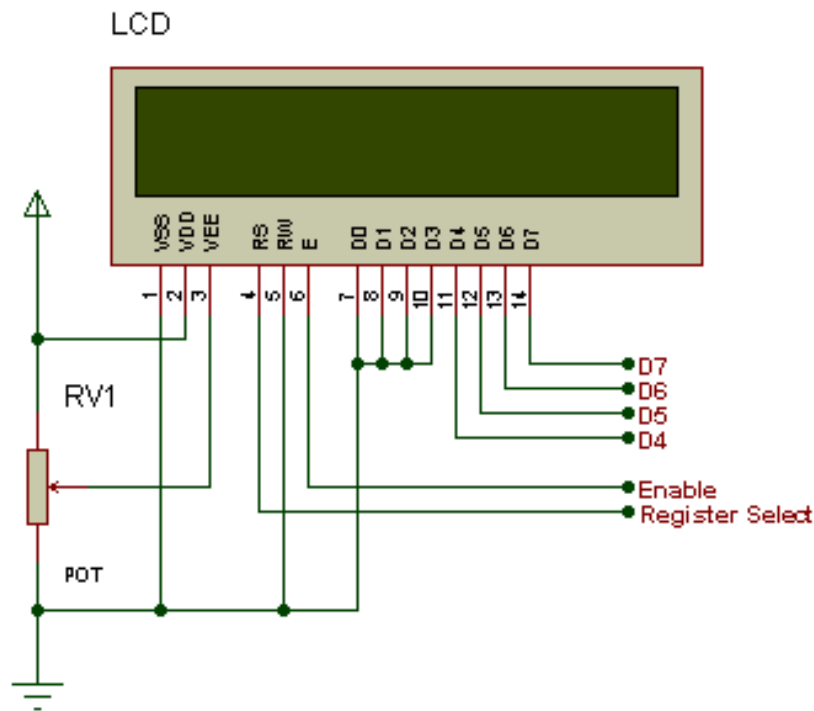 LCD
VSS VDD VEE RS RW E D0 D1 D2 D3 D4 D5 D6 D7
1 2 3 4 5 6 7 8 9 10 11 12 13 14
D7
RV1
D6
D5
D4
Enable
Register Select
POT